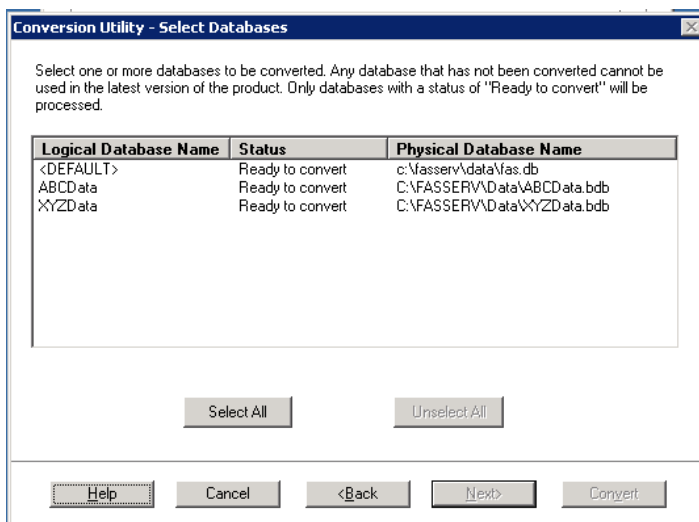 Conversion Utility - Select Databases
Select one or more databases to be converted. Any database that has not been converted cannot be
used in the latest version of the product. Only databases with a status of "Ready to convert" will be
processed.
Logical Database Name Status Physical Database Name
<DEFAULT> Ready to convert c:\fasserv\data\fas.db
ABCData Ready to convert C:\FASSERV\Data\ABCData.bdb
XYZData Ready to convert C:\FASSERV\Data\XYZData.bdb
Select All Unselect All
Help Cancel <Back Next> Convert